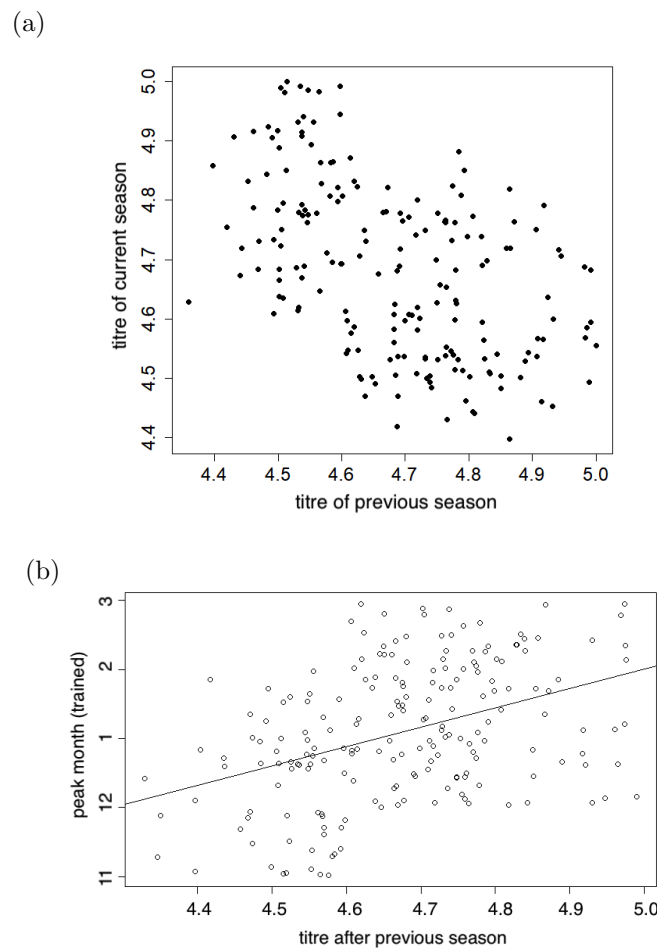 (a)
5.0
4.9
4.8
4.7
4.6
4.5
4.4
titre of current season
4.4 4.5 4.6 4.7 4.8 4.9 5.0
titre of previous season
(b)
3
2
1
12
11
peak month (trained)
4.4 4.5 4.6 4.7 4.8 4.9 5.0
titre after previous season